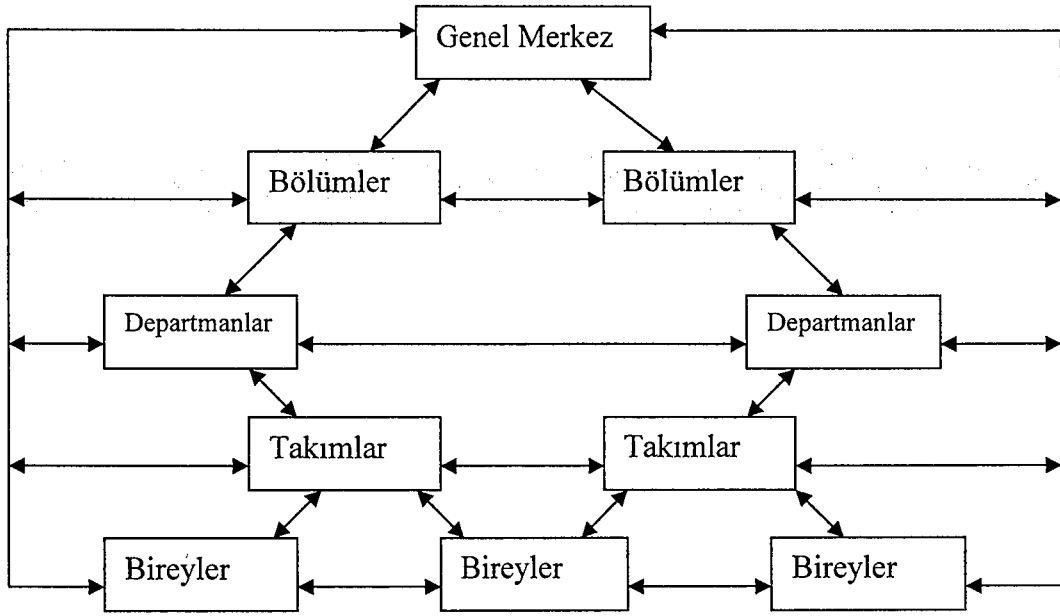 Genel Merkez
Bölümler
Bölümler
Departmanlar
Departmanlar
Takımlar
Takımlar
Bireyler
Bireyler
Bireyler